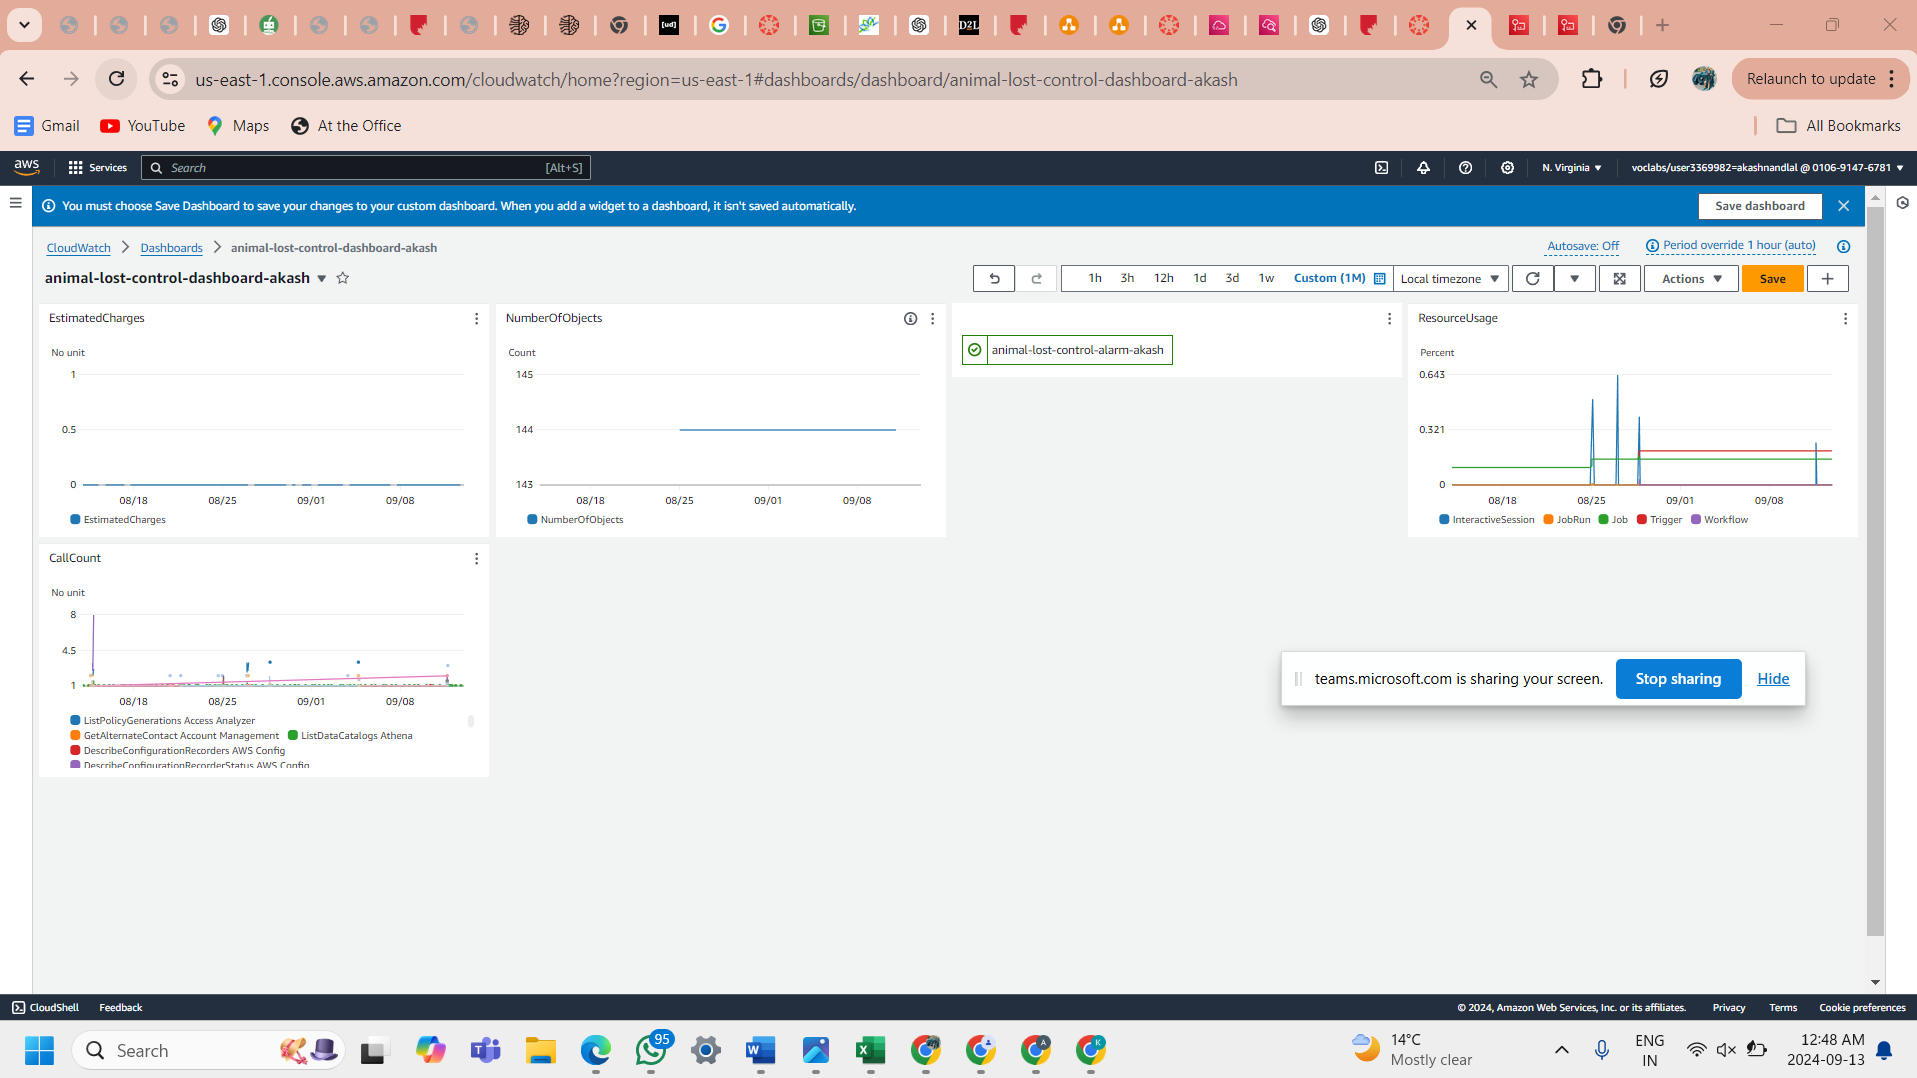 us-east-1.console.aws.amazon.com/cloudwatch/home?region=us-east-1#dashboards/dashboard/animal-lost-control-dashboard-akash
Relaunch to update
Gmail YouTube Maps At the Office
All Bookmarks
aws Services Search [Alt+S] N. Virginia voclabs/user3369982=akashnandlal @ 0106-9147-6781
You must choose Save Dashboard to save your changes to your custom dashboard. When you add a widget to a dashboard, it isn't saved automatically.
Save dashboard
CloudWatch Dashboards animal-lost-control-dashboard-akash
Autosave: Off Period override 1 hour (auto)
animal-lost-control-dashboard-akash
1h 3h 12h 1d 3d 1w Custom (1M) Local timezone Actions Save
EstimatedCharges
No unit
1
0.5
0
08/18 08/25 09/01 09/08
EstimatedCharges
NumberOfObjects
Count
145
144
143
08/18 08/25 09/01 09/08
NumberOfObjects
animal-lost-control-alarm-akash
ResourceUsage
Percent
0.643
0.321
0
08/18 08/25 09/01 09/08
InteractiveSession JobRun Job Trigger Workflow
CallCount
No unit
8
4.5
1
08/18 08/25 09/01 09/08
ListPolicyGenerations Access Analyzer
GetAlternateContact Account Management ListDataCatalogs Athena
DescribeConfigurationRecorders AWS Config
DescribeConfigurationRecorderStatus AWS Config
teams.microsoft.com is sharing your screen. Stop sharing Hide
CloudShell Feedback
© 2024, Amazon Web Services, Inc. or its affiliates. Privacy Terms Cookie preferences
Search
95
14°C
Mostly clear
ENG
IN
12:48 AM
2024-09-13
[ud]
D2L
W
X
A
K